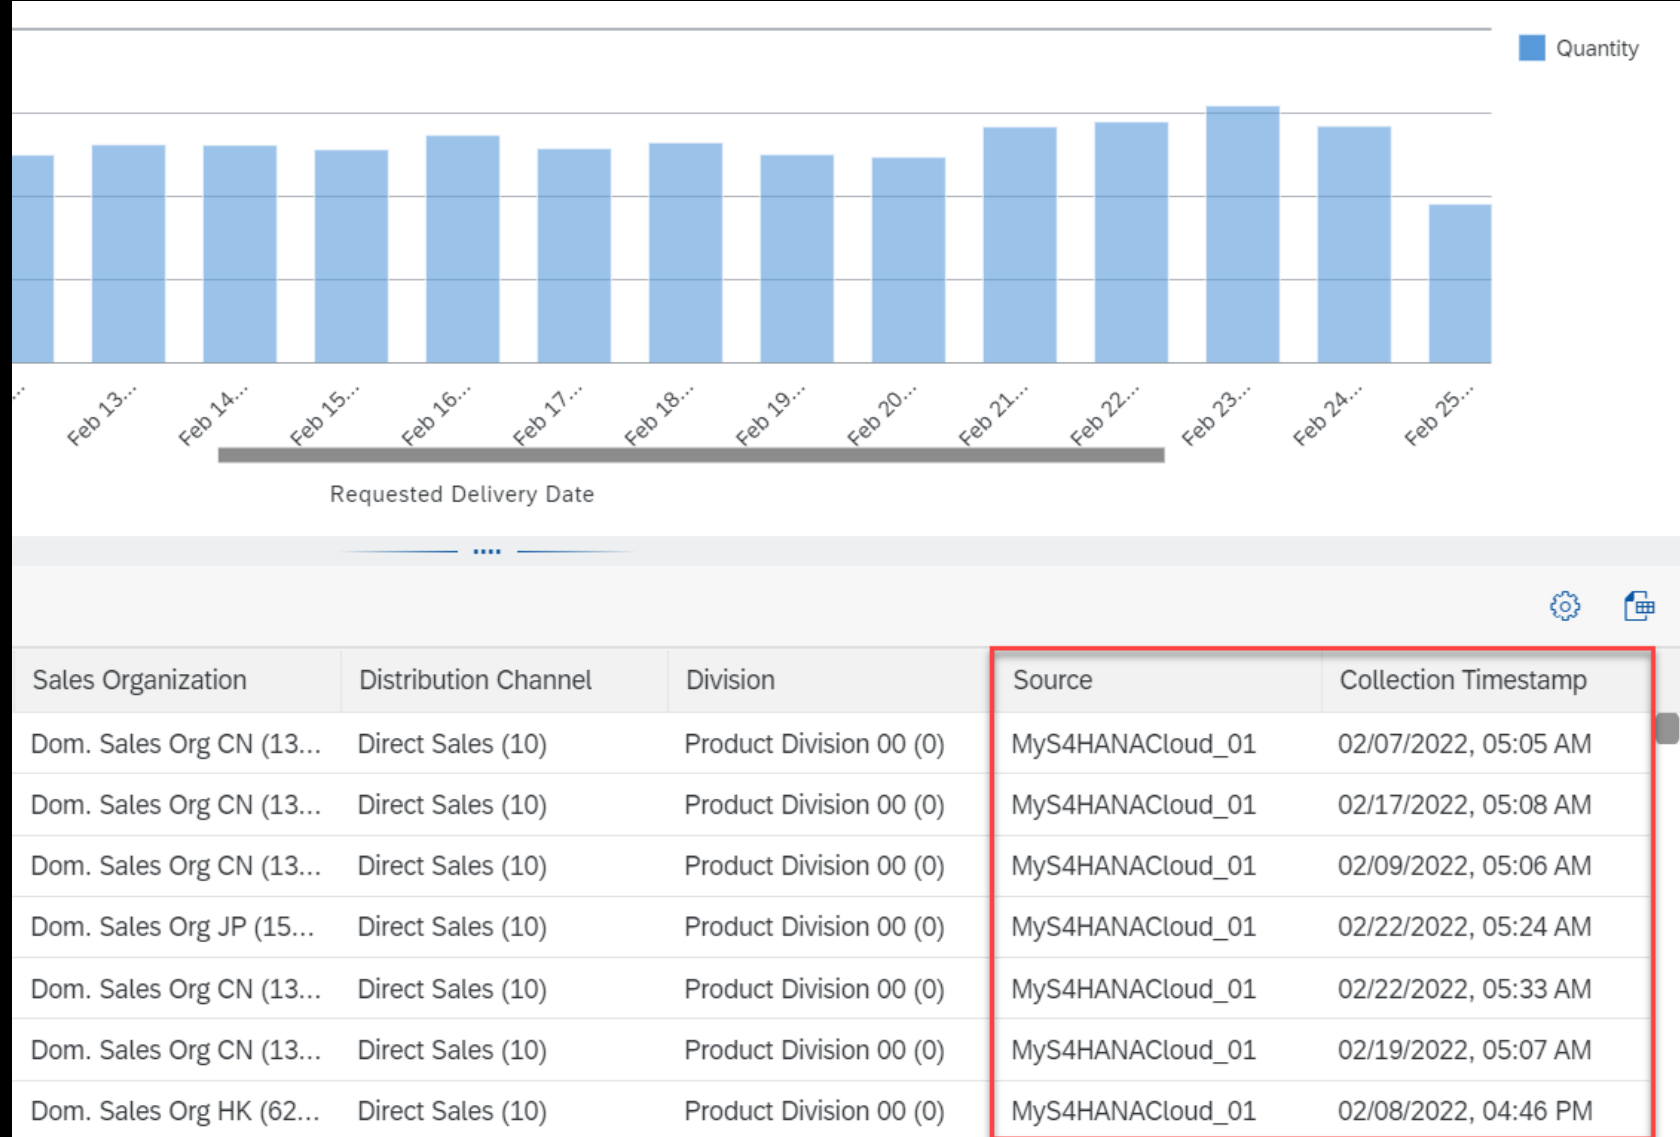 Quantity
... Feb 13... Feb 14... Feb 15... Feb 16... Feb 17... Feb 18... Feb 19... Feb 20... Feb 21... Feb 22... Feb 23... Feb 24... Feb 25...
Requested Delivery Date
Sales Organization Distribution Channel Division Source Collection Timestamp
Dom. Sales Org CN (13... Direct Sales (10) Product Division 00 (0) MyS4HANACloud_01 02/07/2022, 05:05 AM
Dom. Sales Org CN (13... Direct Sales (10) Product Division 00 (0) MyS4HANACloud_01 02/17/2022, 05:08 AM
Dom. Sales Org CN (13... Direct Sales (10) Product Division 00 (0) MyS4HANACloud_01 02/09/2022, 05:06 AM
Dom. Sales Org JP (15... Direct Sales (10) Product Division 00 (0) MyS4HANACloud_01 02/22/2022, 05:24 AM
Dom. Sales Org CN (13... Direct Sales (10) Product Division 00 (0) MyS4HANACloud_01 02/22/2022, 05:33 AM
Dom. Sales Org CN (13... Direct Sales (10) Product Division 00 (0) MyS4HANACloud_01 02/19/2022, 05:07 AM
Dom. Sales Org HK (62... Direct Sales (10) Product Division 00 (0) MyS4HANACloud_01 02/08/2022, 04:46 PM